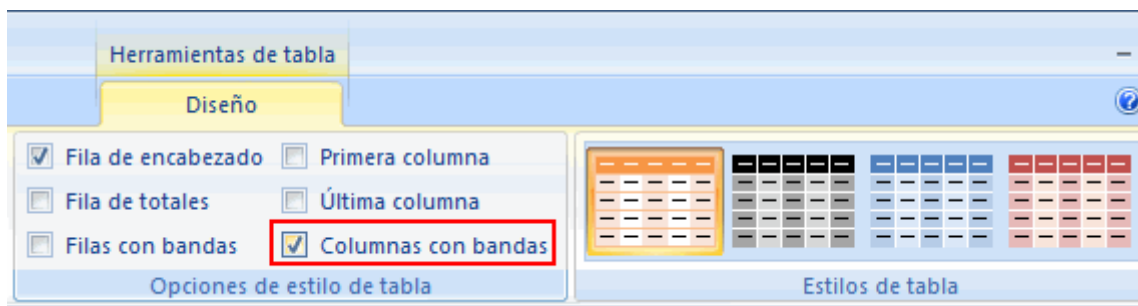 Herramientas de tabla
Diseño
Fila de encabezado
Primera columna
Fila de totales
Última columna
Filas con bandas
Columnas con bandas
Opciones de estilo de tabla
Estilos de tabla